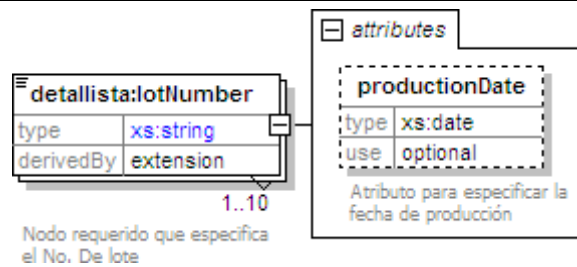 attributes
detallista:lotNumber
type xs:string
derivedBy extension
1..10
Nodo requerido que especifica
el No. De lote
productionDate
type xs:date
use optional
Atributo para especificar la
fecha de producción